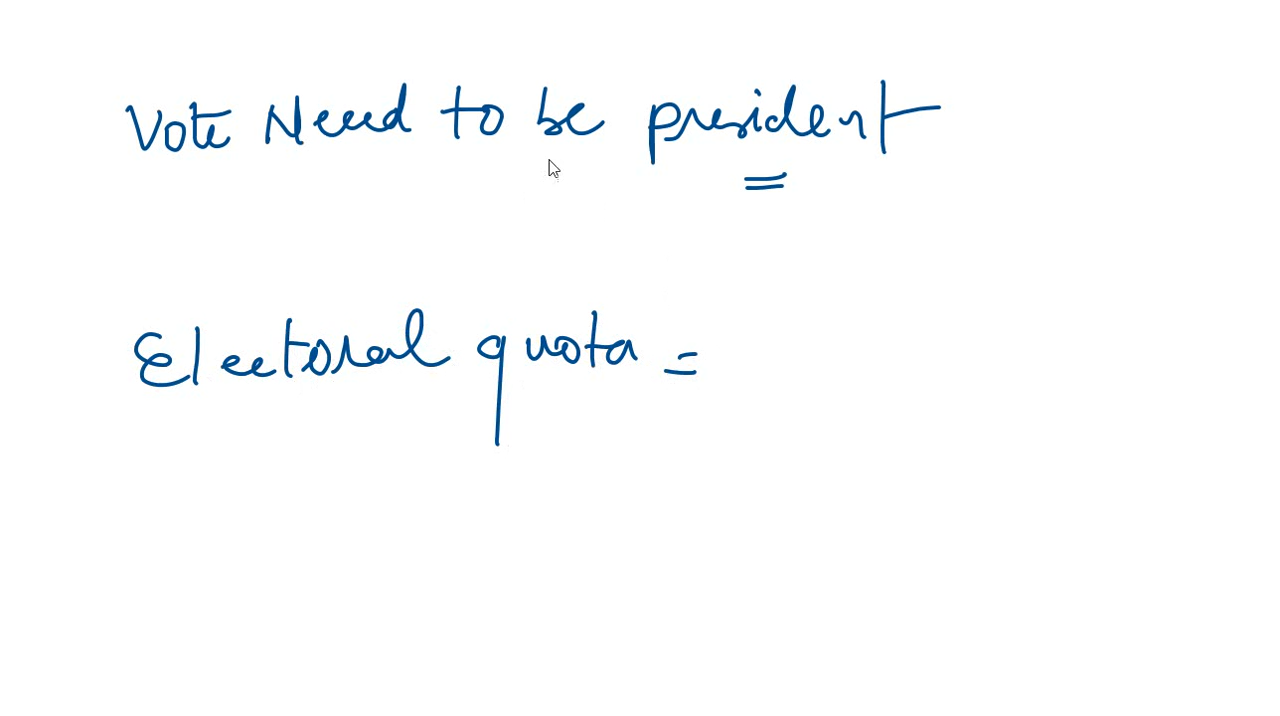 Vote Need to be president
Electoral quota =